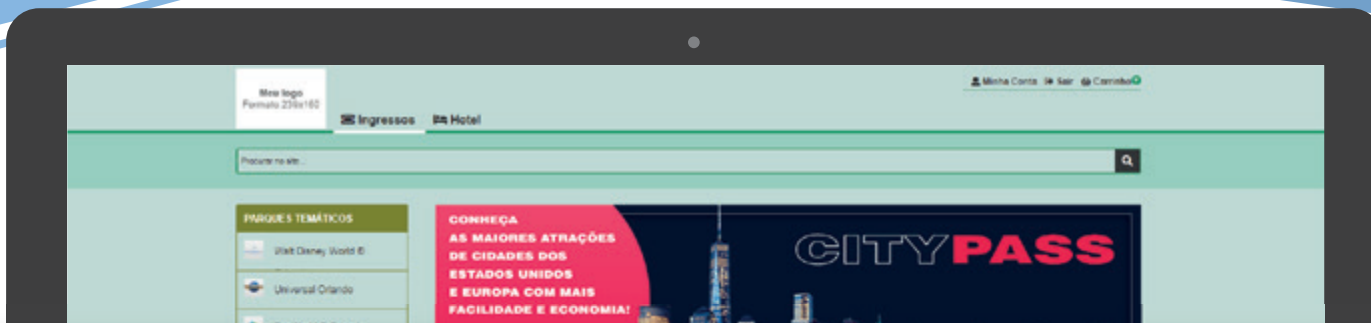 Meu logo
Formato 236x160
Minha Conta Sair Carrinho
Ingressos Hotel
Procurar no site...
PARQUES TEMÁTICOS
Walt Disney World ®
Universal Orlando
CONHEÇA
AS MAIORES ATRAÇÕES
DE CIDADES DOS
ESTADOS UNIDOS
E EUROPA COM MAIS
FACILIDADE E ECONOMIA!
CITYPASS